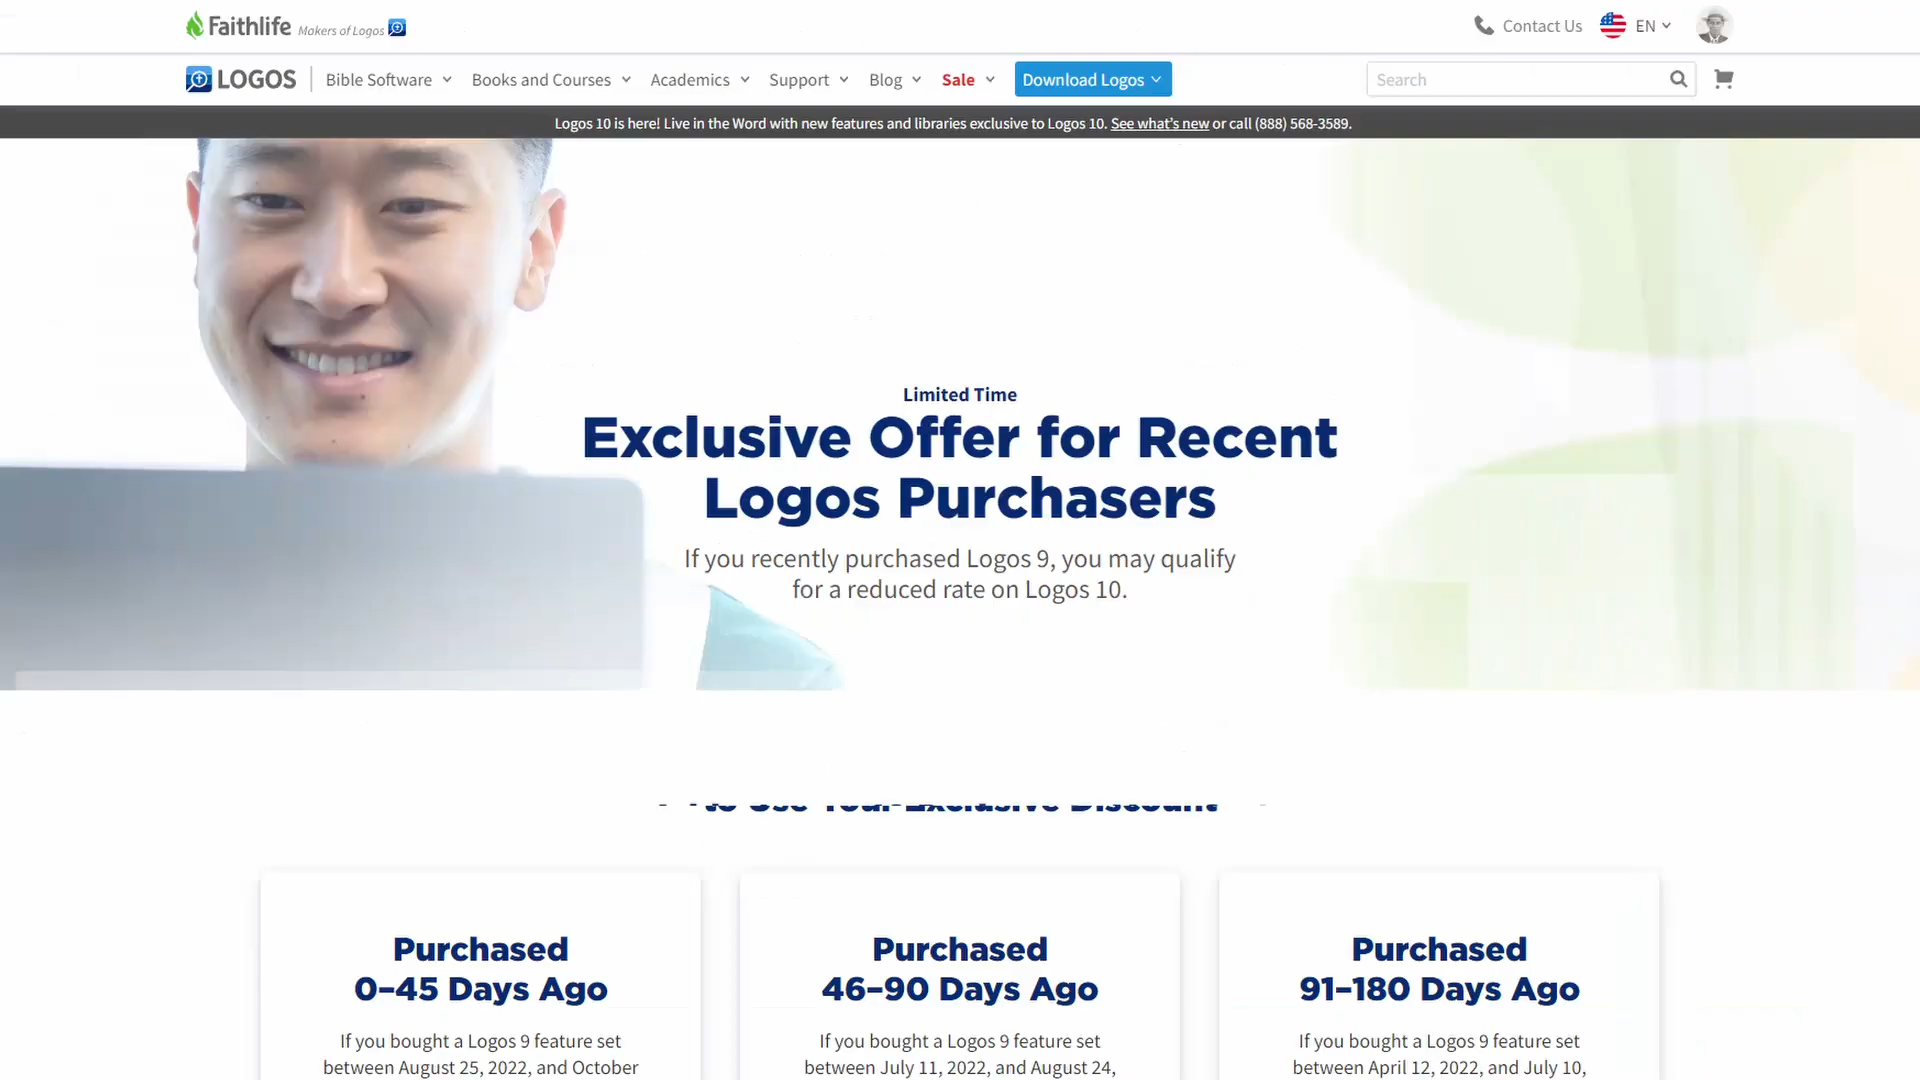 Faithlife Makers of Logos
Contact Us EN
LOGOS Bible Software Books and Courses Academics Support Blog Sale Download Logos Search
Logos 10 is here! Live in the Word with new features and libraries exclusive to Logos 10. See what's new or call (888) 568-3589.
Limited Time
Exclusive Offer for Recent
Logos Purchasers
If you recently purchased Logos 9, you may qualify
for a reduced rate on Logos 10.
to Use Your Exclusive Discount
Purchased
0–45 Days Ago
If you bought a Logos 9 feature set
between August 25, 2022, and October
Purchased
46–90 Days Ago
If you bought a Logos 9 feature set
between July 11, 2022, and August 24,
Purchased
91–180 Days Ago
If you bought a Logos 9 feature set
between April 12, 2022, and July 10,